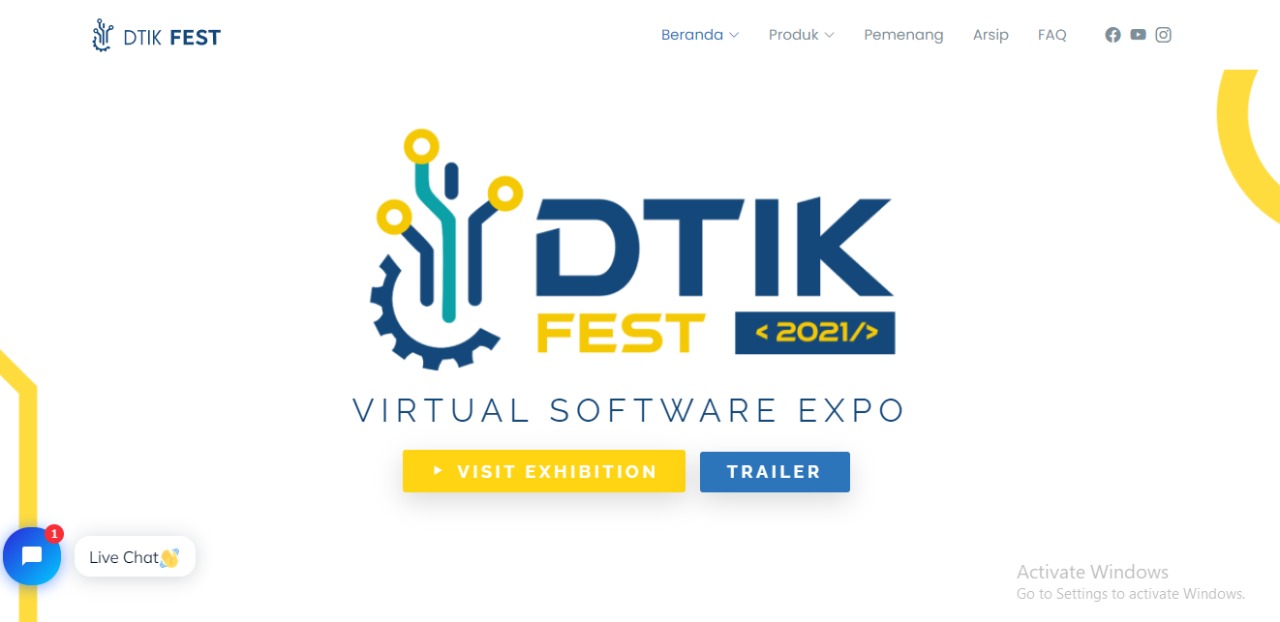 DTIK FEST
Beranda Produk Pemenang Arsip FAQ
DTIK
FEST < 2021/>
VIRTUAL SOFTWARE EXPO
VISIT EXHIBITION TRAILER
1
Live Chat👋
Activate Windows
Go to Settings to activate Windows.